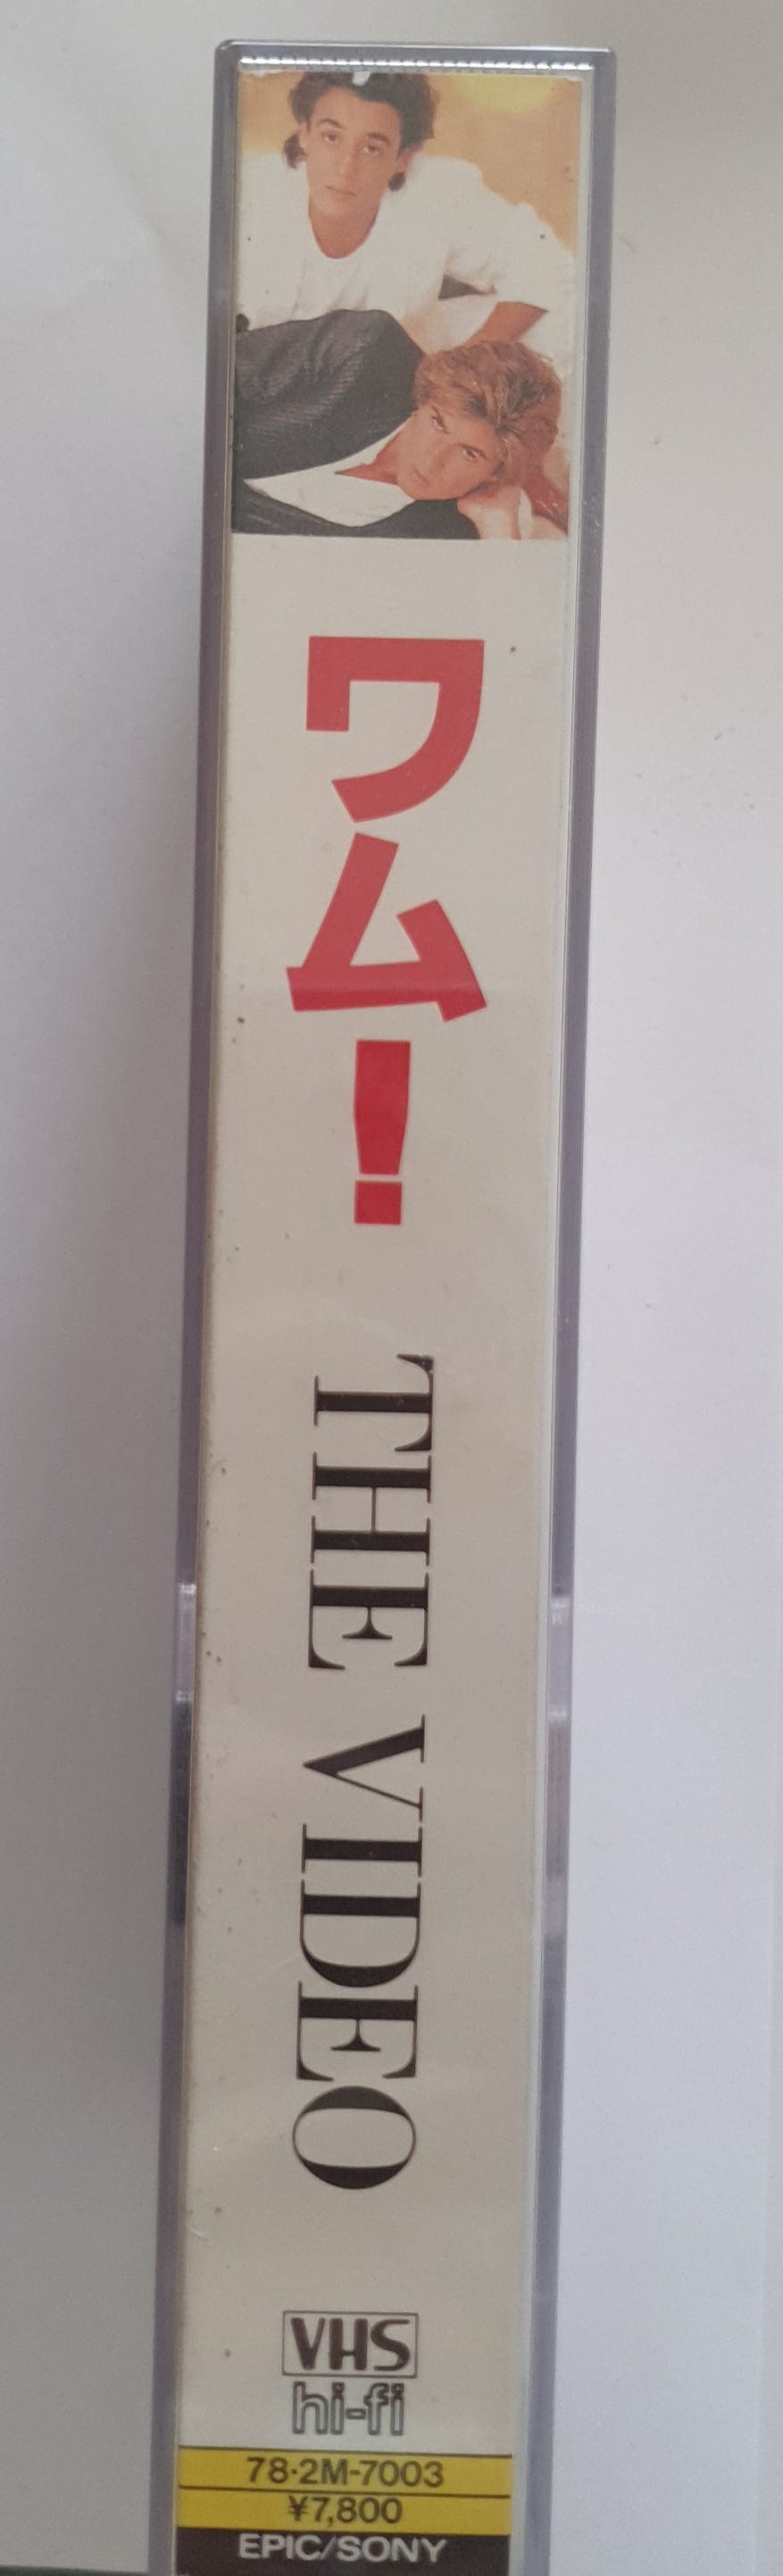 ワム!
THE VIDEO
VHS
hi-fi
78·2M-7003
¥7,800
EPIC/SONY